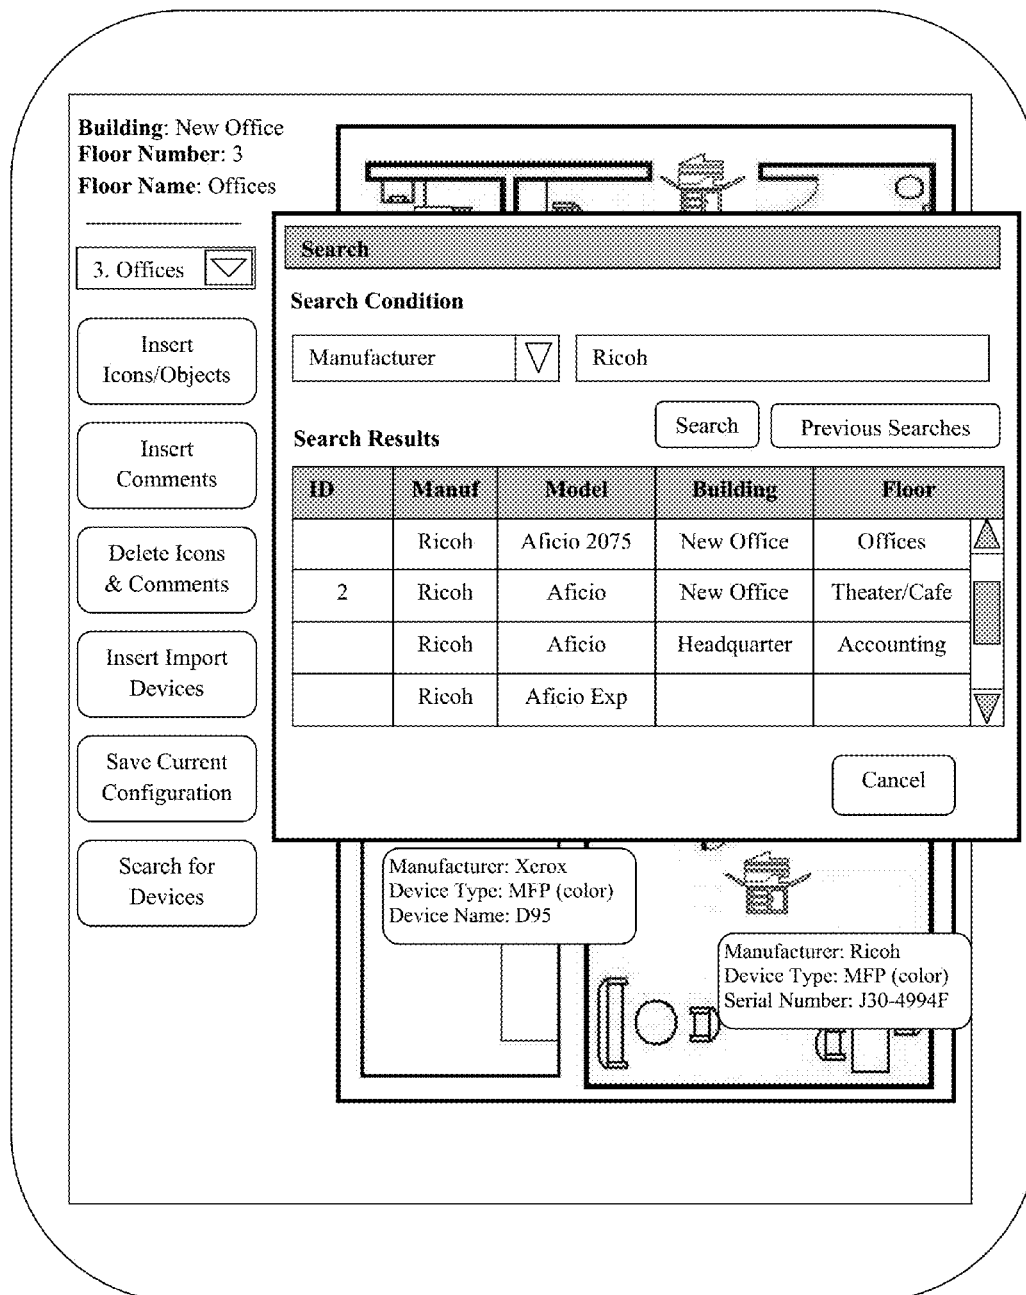 Building: New Office
Floor Number: 3
Floor Name: Offices
3. Offices
Insert
Icons/Objects
Insert
Comments
Delete Icons
& Comments
Insert Import
Devices
Save Current
Configuration
Search for
Devices
Search
Search Condition
Manufacturer Ricoh
Search Previous Searches
Search Results
ID Manuf Model Building Floor
Ricoh Aficio 2075 New Office Offices
2 Ricoh Aficio New Office Theater/Cafe
Ricoh Aficio Headquarter Accounting
Ricoh Aficio Exp
Cancel
Manufacturer: Xerox
Device Type: MFP (color)
Device Name: D95
Manufacturer: Ricoh
Device Type: MFP (color)
Serial Number: J30-4994F